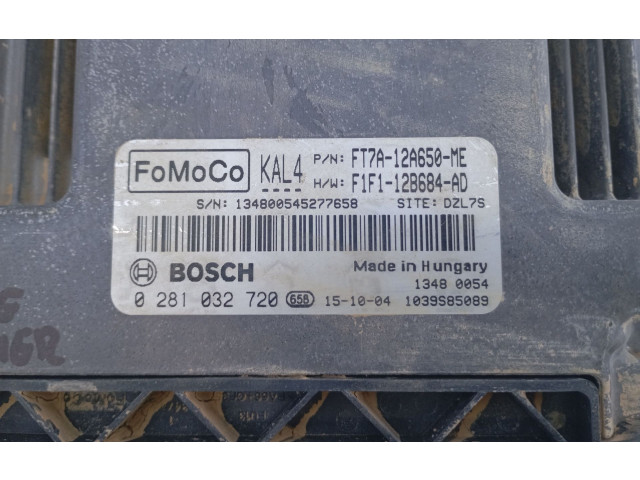 FoMoCo KAL4 P/N: FT7A-12A650-ME
H/W: F1F1-12B684-AD
S/N: 134800545277658 SITE: DZL7S
BOSCH Made in Hungary
1348 0054
0 281 032 720 658 15-10-04 1039S85089